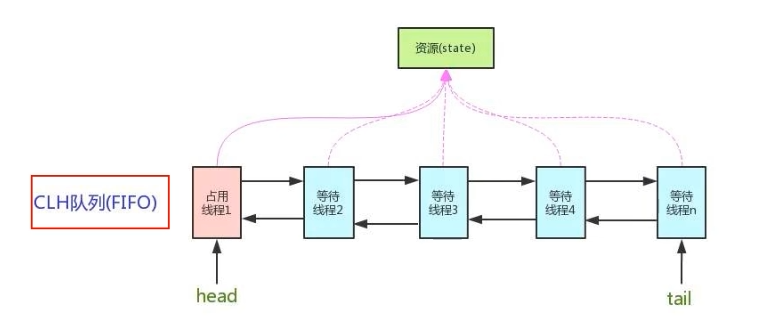 资源(state)
CLH队列(FIFO)
占用
线程1
等待
线程2
等待
线程3
等待
线程4
等待
线程n
head
tail